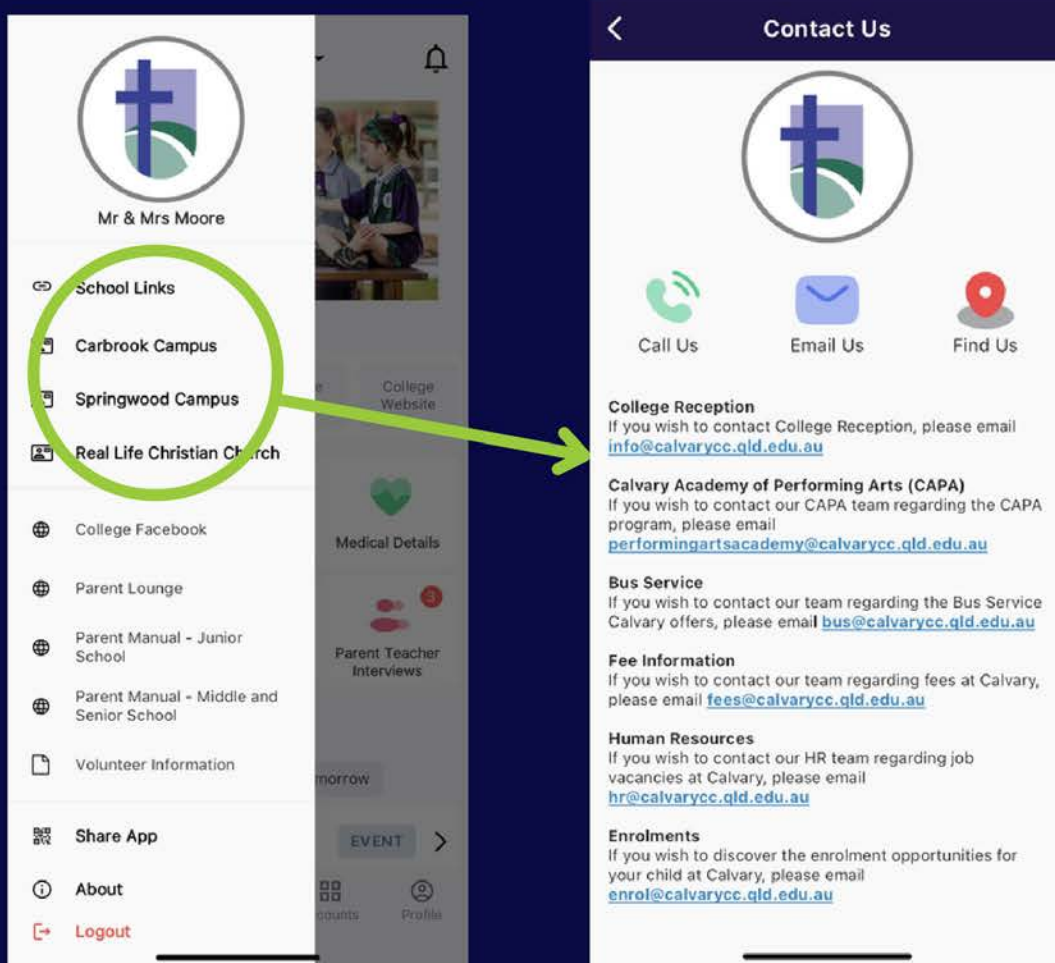 Mr & Mrs Moore
School Links
Carbrook Campus
Springwood Campus
Real Life Christian Church
College Facebook
Parent Lounge
Parent Manual - Junior
School
Parent Manual - Middle and
Senior School
Volunteer Information
Share App
About
Logout
College
Website
Medical Details
3
Parent Teacher
Interviews
EVENT
Profile
Contact Us
Call Us
Email Us
Find Us
College Reception
If you wish to contact College Reception, please email
info@calvarycc.qld.edu.au
Calvary Academy of Performing Arts (CAPA)
If you wish to contact our CAPA team regarding the CAPA
program, please email
performingartsacademy@calvarycc.qld.edu.au
Bus Service
If you wish to contact our team regarding the Bus Service
Calvary offers, please email bus@calvarycc.qld.edu.au
Fee Information
If you wish to contact our team regarding fees at Calvary,
please email fees@calvarycc.qld.edu.au
Human Resources
If you wish to contact our HR team regarding job
vacancies at Calvary, please email
hr@calvarycc.qld.edu.au
Enrolments
If you wish to discover the enrolment opportunities for
your child at Calvary, please email
enrol@calvarycc.qld.edu.au